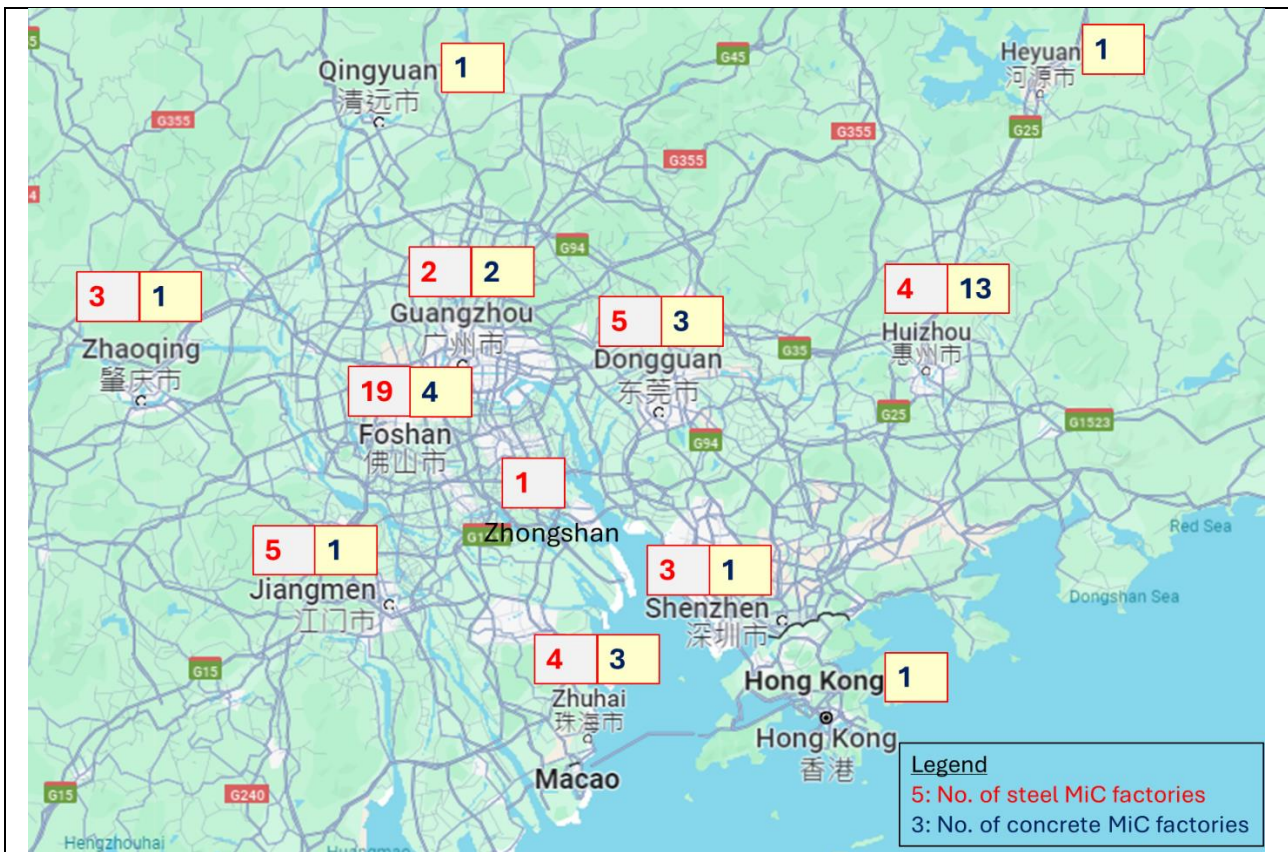 5
G45
Qingyuan
清远市
1
Heyuan
河源市
1
G355
G355
G25
G355
4
G94
3 1
Zhaoqing
肇庆市
2 2
Guangzhou
广州市
5 3
Dongguan
东莞市
4 13
Huizhou
惠州市
G35
19 4
Foshan
佛山市
G25
G1523
G94
1
Zhongshan
G1
Red Sea
5 1
Jiangmen
江门市
3 1
Shenzhen
深圳市
Dongshan Sea
G15
4 3
Zhuhai
珠海市
Hong Kong
1
Hong Kong
香港
Macao
G15
G240
Hengzhouhai
Huangmao
Legend
5: No. of steel MiC factories
3: No. of concrete MiC factories